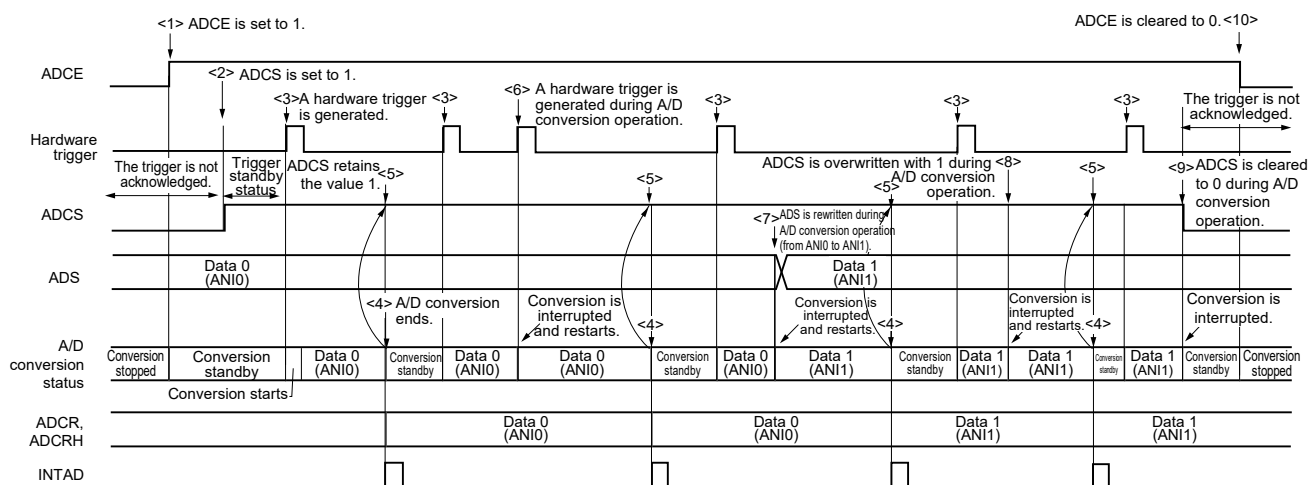 <1> ADCE is set to 1.
ADCE is cleared to 0. <10>
ADCE
<2> ADCS is set to 1.
<3> A hardware trigger
is generated.
<3>
<6> A hardware trigger is
generated during A/D
conversion operation.
<3>
<3>
<3>
The trigger is not
acknowledged.
Hardware
trigger
The trigger is not
acknowledged.
Trigger
standby
status
ADCS retains
the value 1.
<5>
<5>
ADCS is overwritten with 1 during
A/D conversion
operation.
<8>
<5>
<5>
<9> ADCS is cleared
to 0 during A/D
conversion
operation.
ADCS
<7> ADS is rewritten during
A/D conversion operation
(from ANI0 to ANI1).
ADS
Data 0
(ANI0)
Data 1
(ANI1)
<4> A/D conversion
ends.
Conversion is
interrupted
and restarts.
<4>
Conversion is
interrupted
and restarts.
<4>
Conversion is
interrupted
and restarts.
<4>
Conversion is
interrupted.
A/D
conversion
status
Conversion
stopped
Conversion
standby
Data 0
(ANI0)
Conversion
standby
Data 0
(ANI0)
Data 0
(ANI0)
Conversion
standby
Data 0
(ANI0)
Data 1
(ANI1)
Conversion
standby
Data 1
(ANI1)
Data 1
(ANI1)
Conversion
standby
Data 1
(ANI1)
Conversion
standby
Conversion
stopped
Conversion starts
ADCR,
ADCRH
Data 0
(ANI0)
Data 0
(ANI0)
Data 1
(ANI1)
Data 1
(ANI1)
INTAD